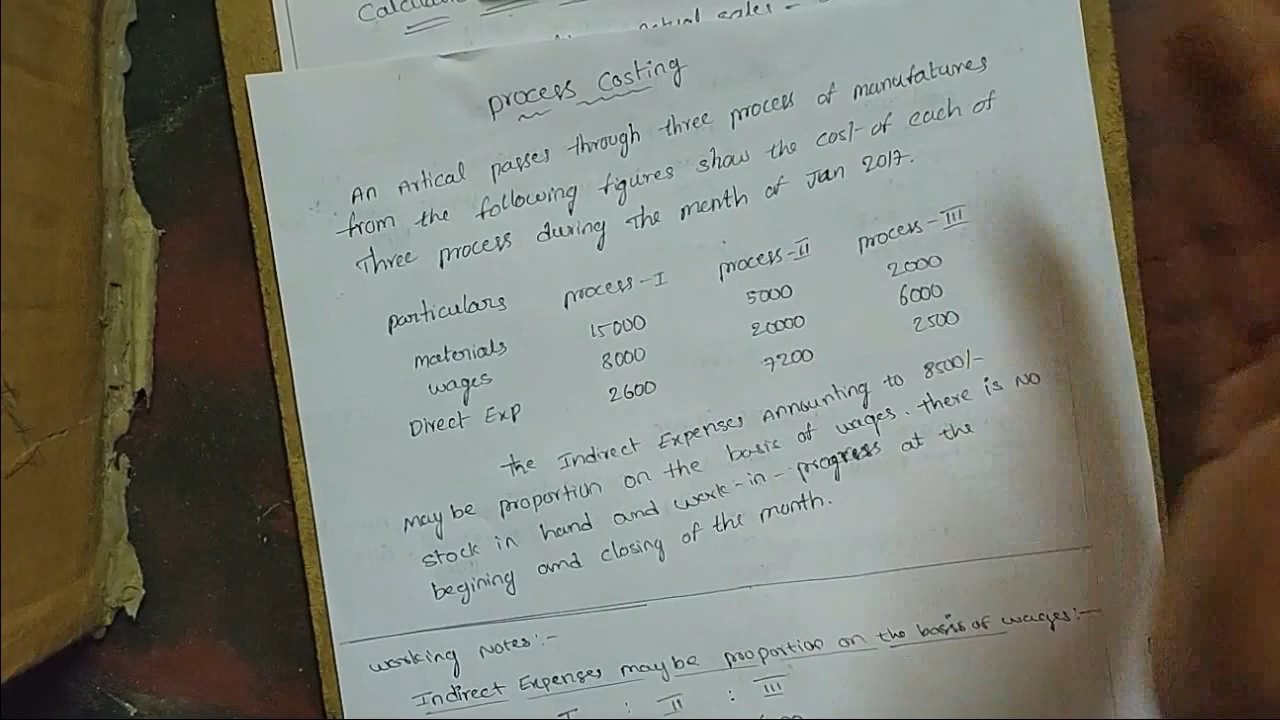 process Costing
An Artical passes through three process of manufatures
from the following figures show the cost of each of
three process during the month of Jan 2017.
particulars process-I process-II process-III
materials 15000 5000 2000
wages 8000 20000 6000
Direct Exp 2600 7200 2500
the Indirect Expenses Amounting to 8500/-
may be proportion on the basis of wages. there is no
stock in hand and work-in-progress at the
begining and closing of the month.
working Notes:-
Indirect Expenses may be proportion on the basis of wages:-
I : II : III